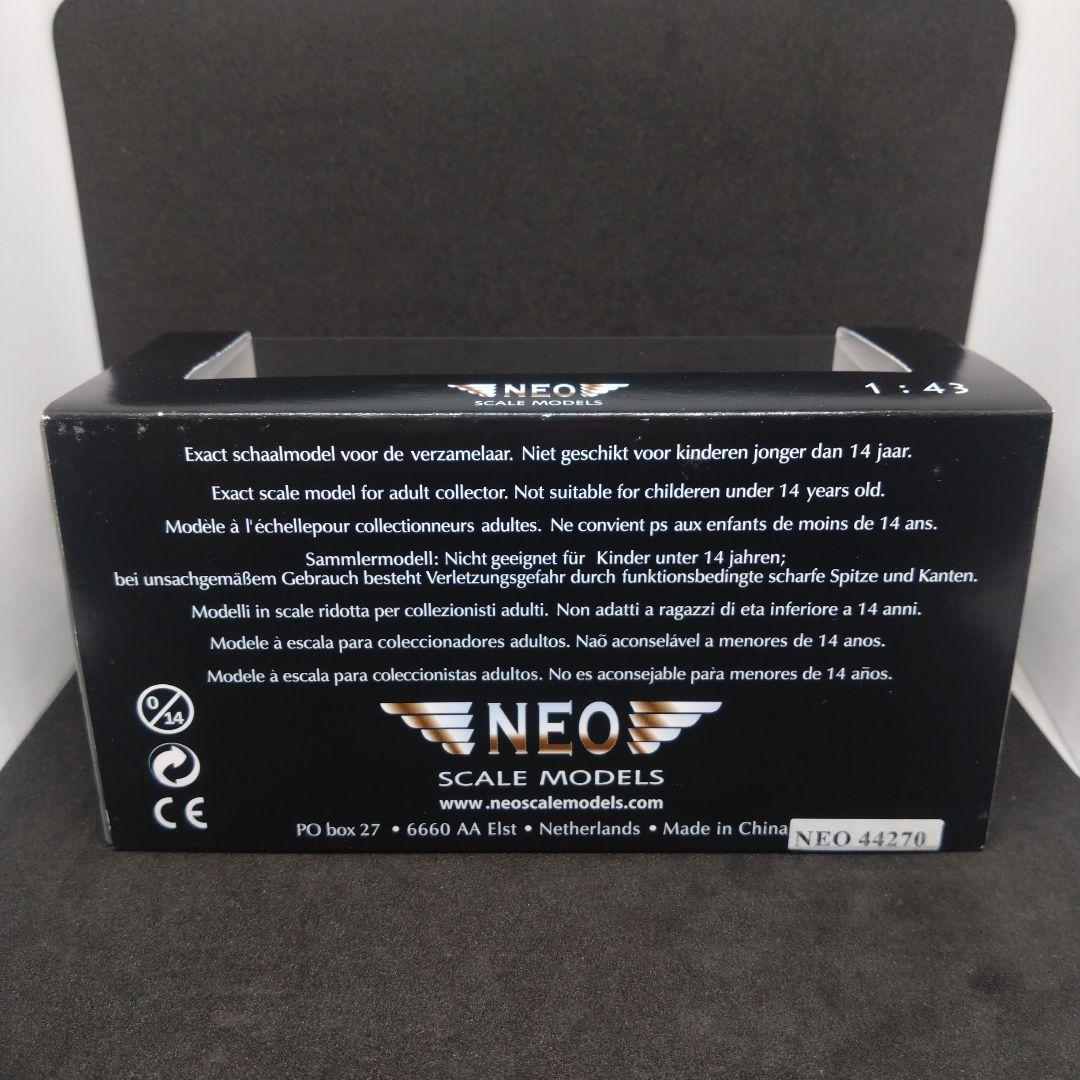 NEO
SCALE MODELS
1 : 43
Exact schaalmodel voor de verzamelaar. Niet geschikt voor kinderen jonger dan 14 jaar.
Exact scale model for adult collector. Not suitable for childeren under 14 years old.
Modèle à l'échellepour collectionneurs adultes. Ne convient ps aux enfants de moins de 14 ans.
Sammlermodell: Nicht geeignet für Kinder unter 14 jahren;
bei unsachgemäßem Gebrauch besteht Verletzungsgefahr durch funktionsbedingte scharfe Spitze und Kanten.
Modelli in scale ridotta per collezionisti adulti. Non adatti a ragazzi di eta inferiore a 14 anni.
Modele à escala para coleccionadores adultos. Naõ aconselável a menores de 14 anos.
Modele à escala para coleccionistas adultos. No es aconsejable para menores de 14 años.
0/14
NEO
SCALE MODELS
www.neoscalemodels.com
CE
PO box 27 • 6660 AA Elst • Netherlands • Made in China
NEO 44270